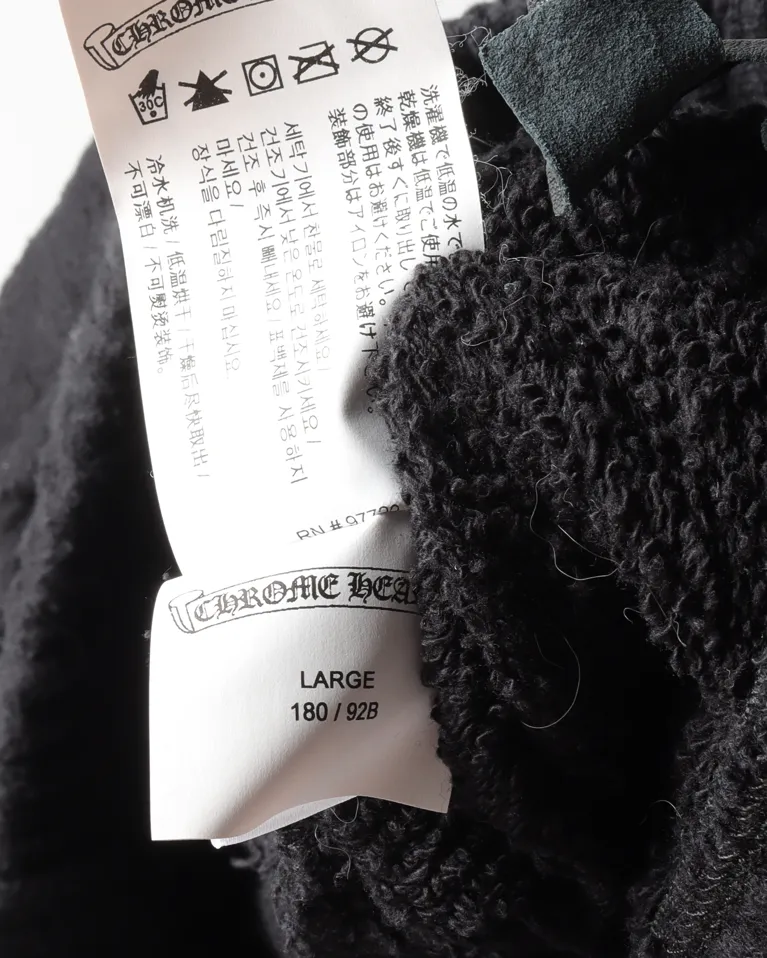 CHROME
30C
洗濯機で低温の水で
乾燥機は低温でご使用
終了後すぐに取り出し
の使用はお避けください。
装飾部分はアイロンをお避け下
세탁기에서 찬물로 세탁하세요 /
건조기에서 낮은 온도로 건조시키세요 /
건조 후 즉시 빼내세요 / 표백제를 사용하지
마세요 /
장식을 다림질하지 마십시오.
冷水机洗 / 低温烘干 / 干燥后尽快取出 /
不可漂白 / 不可熨烫装饰。
RN #
CHROME HEA
LARGE
180 / 92B